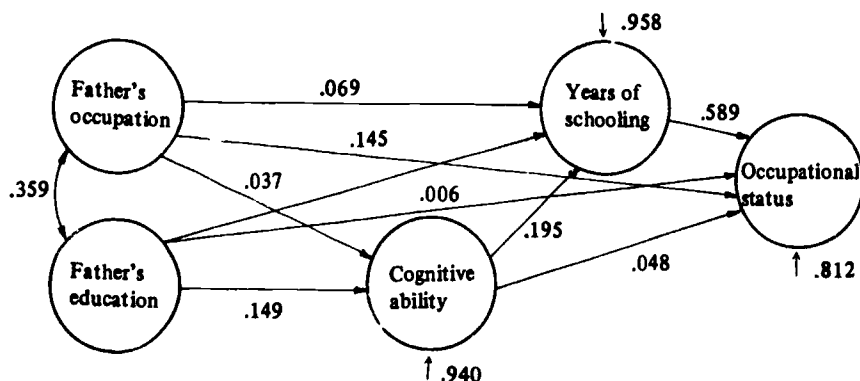 .958
Father's
occupation
.069
Years of
schooling
.589
.145
.037
.359
.006
Occupational
status
.195
Father's
education
Cognitive
ability
.048
.149
.812
.940